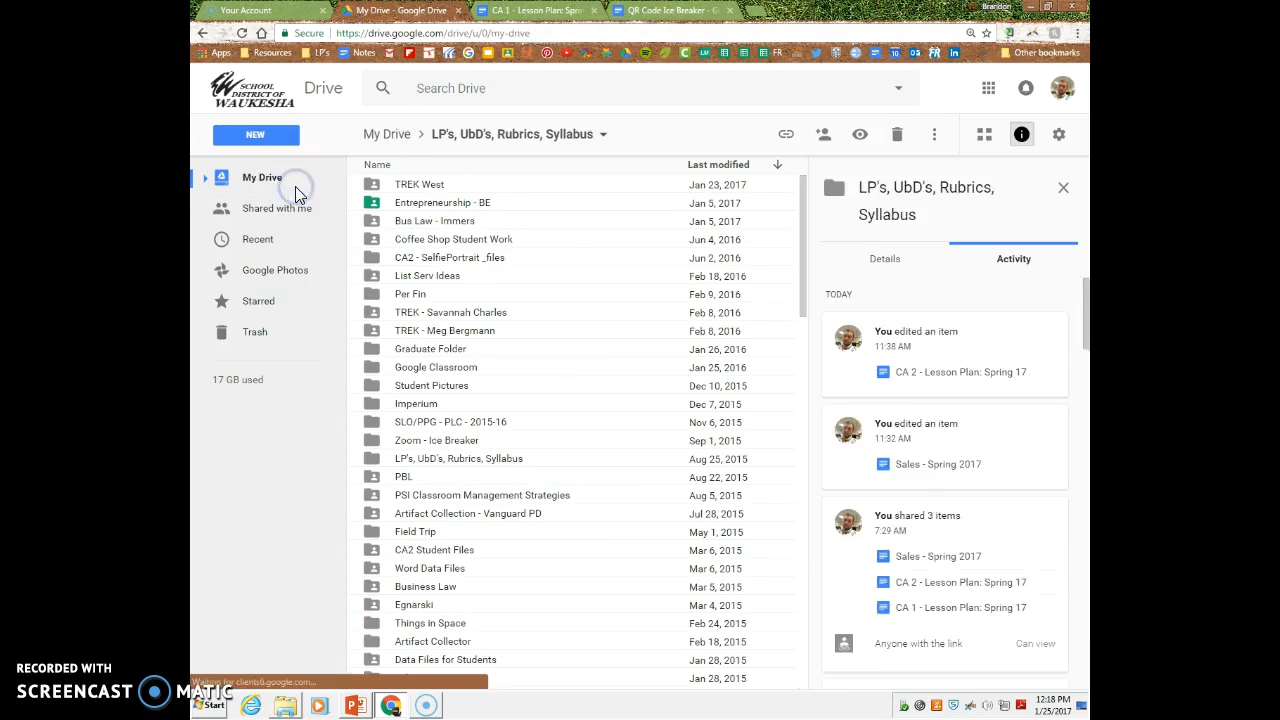 Your Account
My Drive - Google Drive
CA 1 - Lesson Plan: Sprin
QR Code Ice Breaker - G
Brandon
Secure
https://drive.google.com/drive/u/0/my-drive
Apps
Resources
LP's
Notes
FR
Other bookmarks
SCHOOL
DISTRICT OF
WAUKESHA
Drive
Search Drive
NEW
My Drive > LP's, UbD's, Rubrics, Syllabus
My Drive
Shared with me
Recent
Google Photos
Starred
Trash
17 GB used
Name Last modified
TREK West Jan 23, 2017
Entrepreneurship - BE Jan 5, 2017
Bus Law - Immers Jan 5, 2017
Coffee Shop Student Work Jun 4, 2016
CA2 - SelfiePortrait _files Jun 2, 2016
List Serv Ideas Feb 18, 2016
Per Fin Feb 9, 2016
TREK - Savannah Charles Feb 8, 2016
TREK - Meg Bergmann Feb 8, 2016
Graduate Folder Jan 26, 2016
Google Classroom Jan 25, 2016
Student Pictures Dec 10, 2015
Imperium Dec 7, 2015
SLO/PPG - PLC - 2015-16 Nov 6, 2015
Zoom - Ice Breaker Sep 1, 2015
LP's, UbD's, Rubrics, Syllabus Aug 25, 2015
PBL Aug 22, 2015
PSI Classroom Management Strategies Aug 5, 2015
Artifact Collection - Vanguard PD Jul 28, 2015
Field Trip May 1, 2015
CA2 Student Files Mar 6, 2015
Word Data Files Mar 6, 2015
Business Law Mar 5, 2015
Egnarski Mar 4, 2015
Things in Space Feb 24, 2015
Artifact Collector Feb 18, 2015
Data Files for Students Jan 29, 2015
Jan 28, 2015
LP's, UbD's, Rubrics,
Syllabus
Details Activity
TODAY
You edited an item
11:38 AM
CA 2 - Lesson Plan: Spring 17
You edited an item
11:32 AM
Sales - Spring 2017
You shared 3 items
7:29 AM
Sales - Spring 2017
CA 2 - Lesson Plan: Spring 17
CA 1 - Lesson Plan: Spring 17
Anyone with the link Can view
Waiting for clients6.google.com...
Start
12:18 PM
1/25/2017
RECORDED WITH
SCREENCAST MATIC